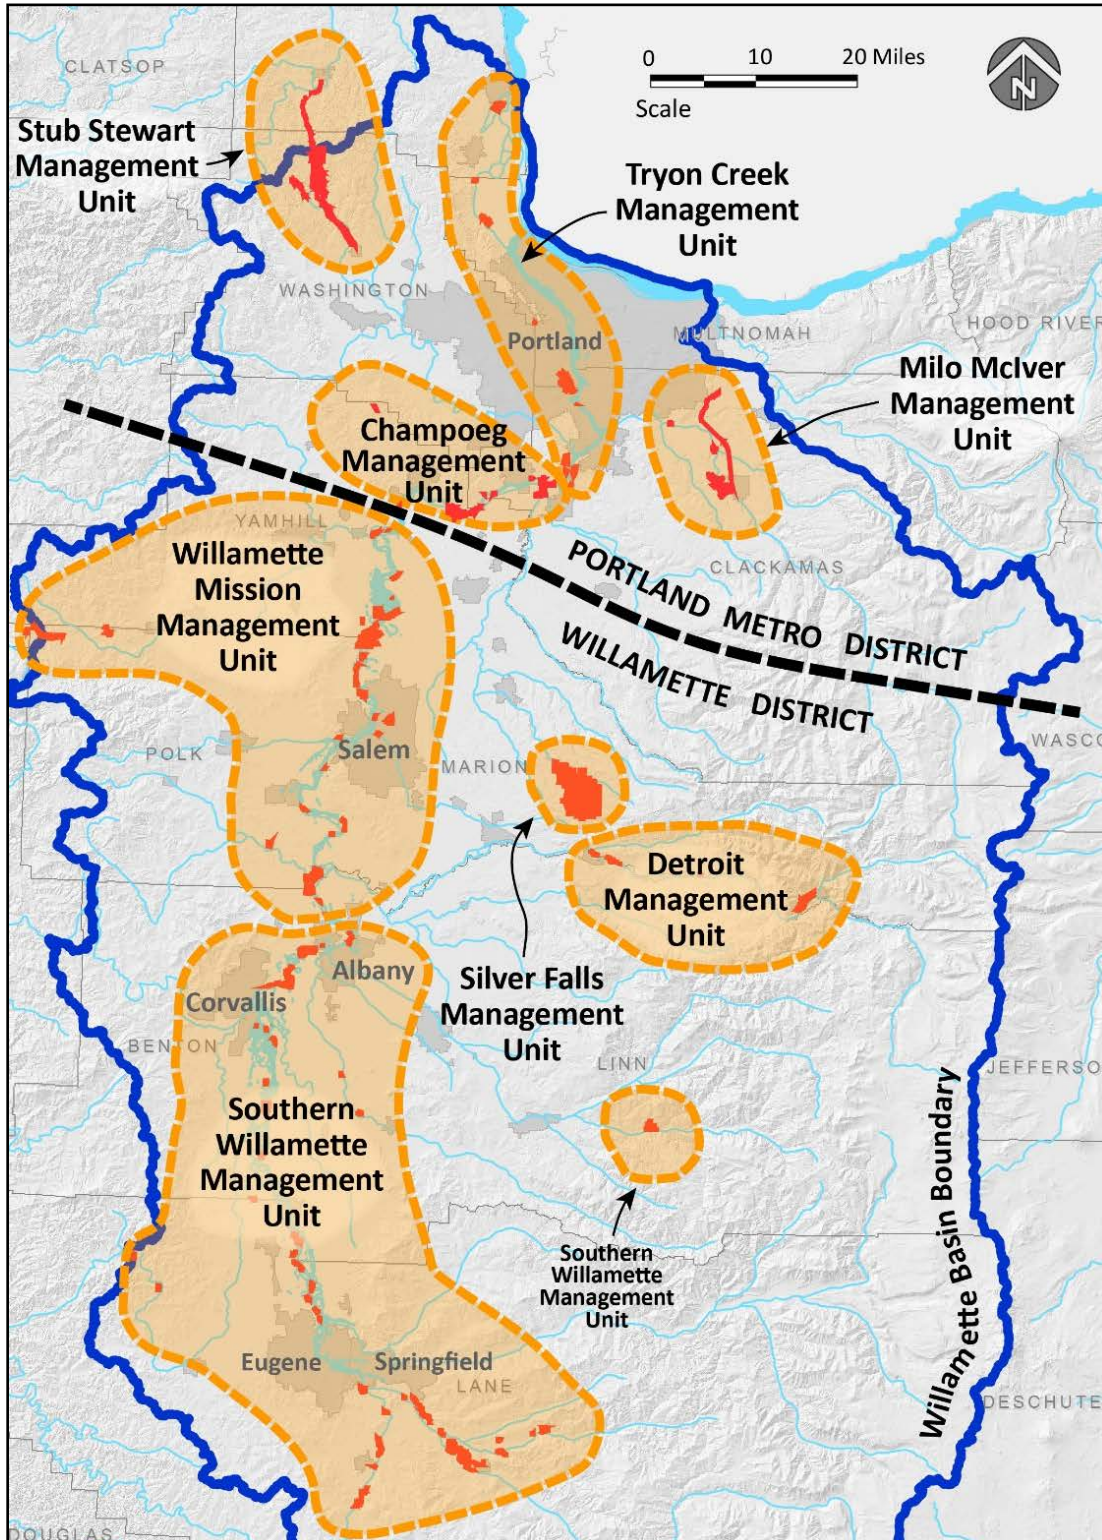 CLATSOP
0 10 20 Miles
Scale
N
Stub Stewart
Management
Unit
Tryon Creek
Management
Unit
WASHINGTON
Portland
MULTNOMAH
HOOD RIVER
Milo McIver
Management
Unit
Champoeg
Management
Unit
YAMHILL
PORTLAND METRO DISTRICT
CLACKAMAS
WILLAMETTE DISTRICT
Willamette
Mission
Management
Unit
POLK
Salem
MARION
WASCO
Detroit
Management
Unit
Silver Falls
Management
Unit
Albany
Corvallis
BENTON
LINN
JEFFERSO
Southern
Willamette
Management
Unit
Southern
Willamette
Management
Unit
Willamette Basin Boundary
Eugene
Springfield
LANE
DESCHUTE
DOUGLAS